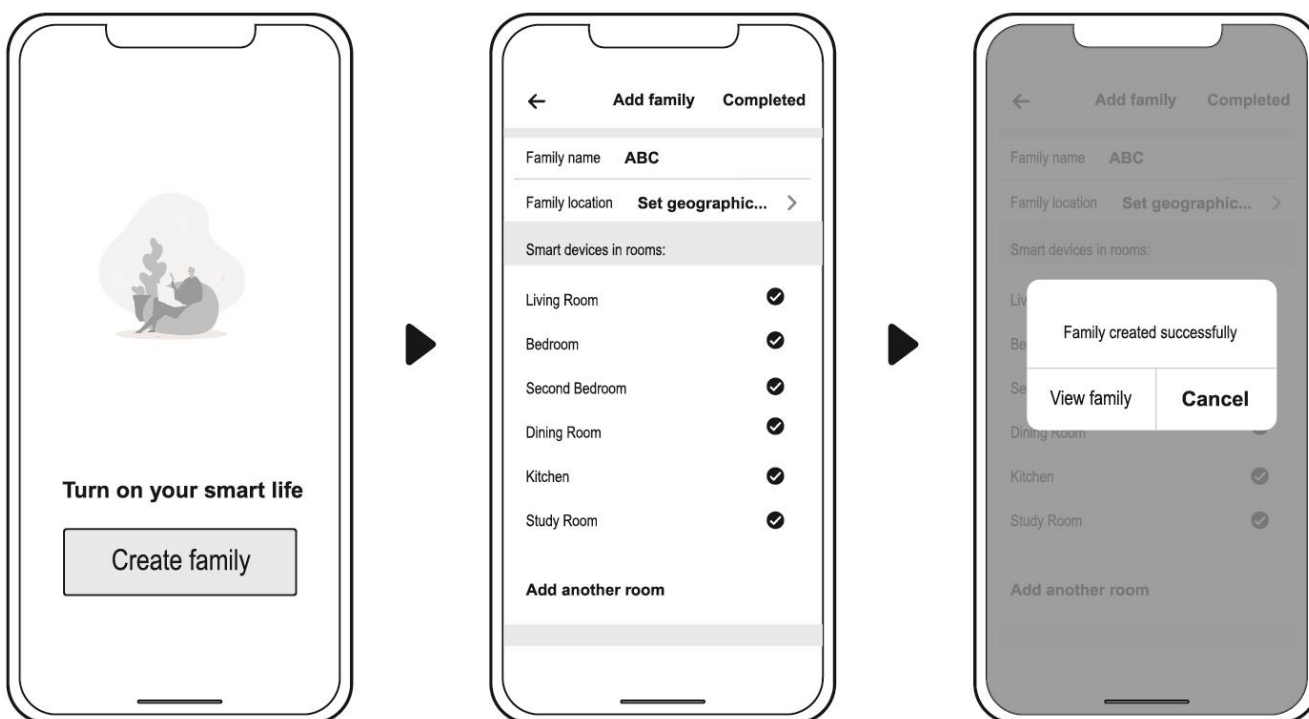 Turn on your smart life
Create family
Add family Completed
Family name ABC
Family location Set geographic...
Smart devices in rooms:
Living Room
Bedroom
Second Bedroom
Dining Room
Kitchen
Study Room
Add another room
Add family Completed
Family name ABC
Family location Set geographic...
Smart devices in rooms:
Liv
Be
Se
Family created successfully
View family Cancel
Dining Room
Kitchen
Study Room
Add another room